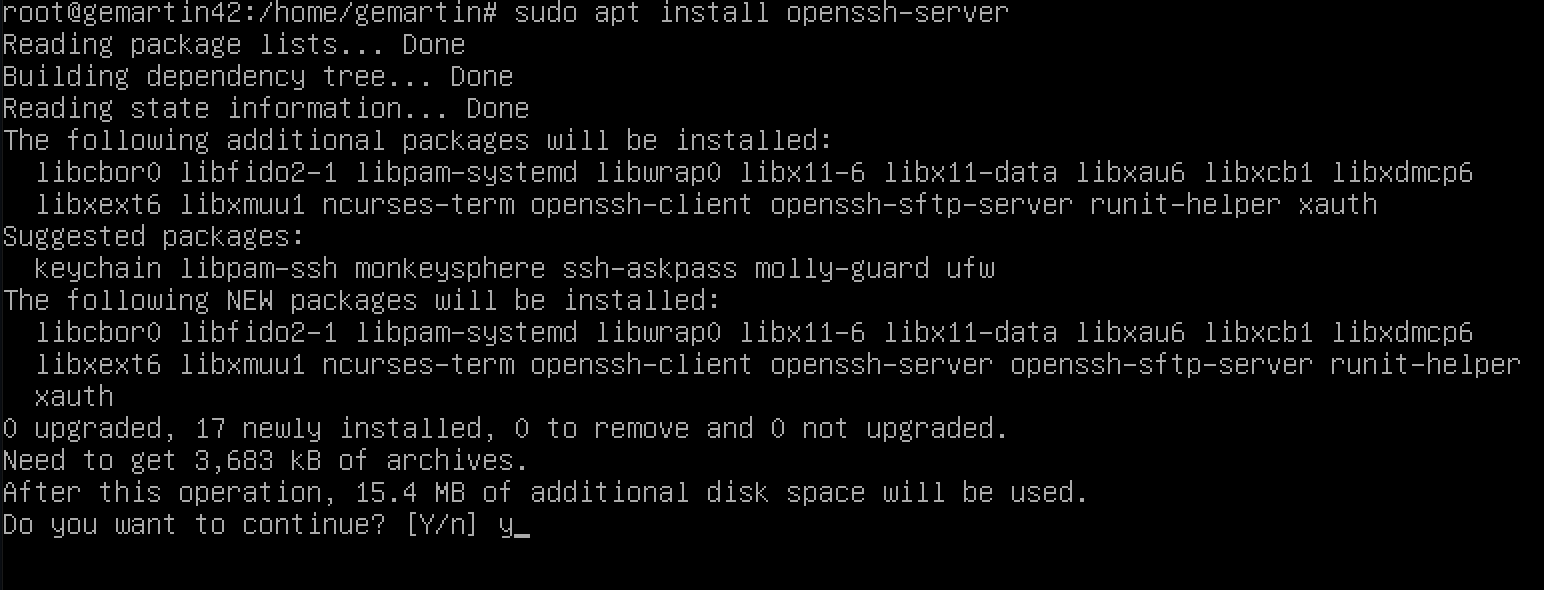 root@gemartin42:/home/gemartin# sudo apt install openssh-server
Reading package lists... Done
Building dependency tree... Done
Reading state information... Done
The following additional packages will be installed:
  libcbor0 libfido2-1 libpam-systemd libwrap0 libx11-6 libx11-data libxau6 libxcb1 libxdmcp6
  libxext6 libxmuu1 ncurses-term openssh-client openssh-sftp-server runit-helper xauth
Suggested packages:
  keychain libpam-ssh monkeysphere ssh-askpass molly-guard ufw
The following NEW packages will be installed:
  libcbor0 libfido2-1 libpam-systemd libwrap0 libx11-6 libx11-data libxau6 libxcb1 libxdmcp6
  libxext6 libxmuu1 ncurses-term openssh-client openssh-server openssh-sftp-server runit-helper
  xauth
0 upgraded, 17 newly installed, 0 to remove and 0 not upgraded.
Need to get 3,683 kB of archives.
After this operation, 15.4 MB of additional disk space will be used.
Do you want to continue? [Y/n] y_